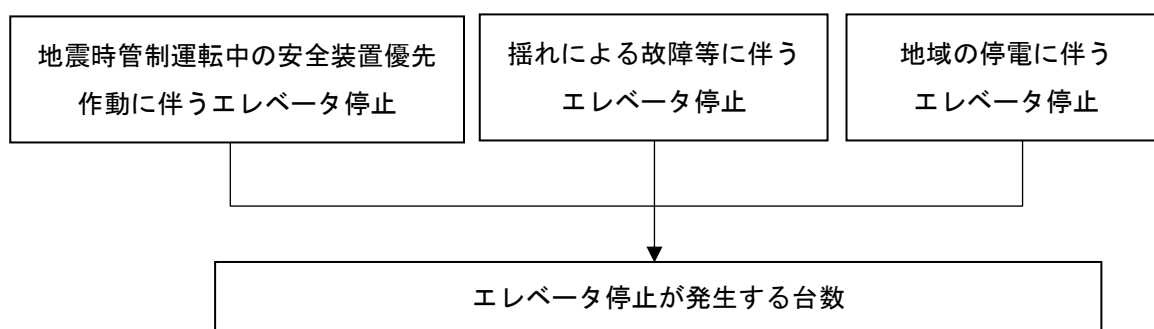 地震時管制運転中の安全装置優先
作動に伴うエレベータ停止
揺れによる故障等に伴う
エレベータ停止
地域の停電に伴う
エレベータ停止
エレベータ停止が発生する台数